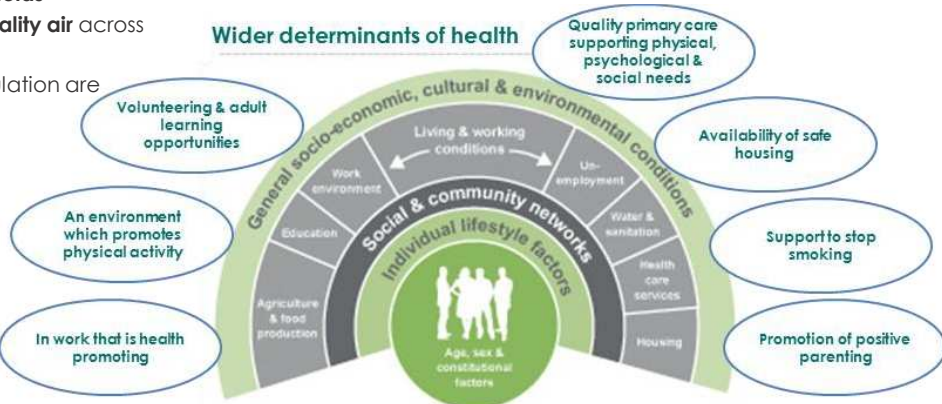 ality air across
ulation are
Wider determinants of health
Quality primary care
supporting physical,
psychological &
social needs
Volunteering & adult
learning
opportunities
Availability of safe
housing
An environment
which promotes
physical activity
Support to stop
smoking
In work that is health
promoting
Promotion of positive
parenting
General socio-economic, cultural & environmental conditions
Living & working
conditions
Work
environment
Un-
employment
Education
Water &
sanitation
Agriculture
& food
production
Health
care
services
Housing
Social & community networks
Individual lifestyle factors
Age, sex &
constitutional
factors